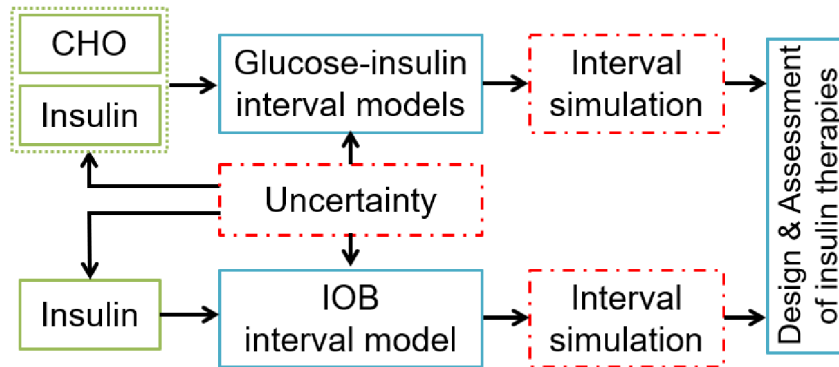 CHO
Insulin
Glucose-insulin
interval models
Interval
simulation
Uncertainty
Insulin
IOB
interval model
Interval
simulation
Design & Assessment
of insulin therapies